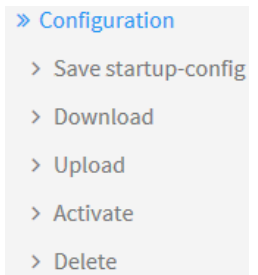 » Configuration
> Save startup-config
> Download
> Upload
> Activate
> Delete